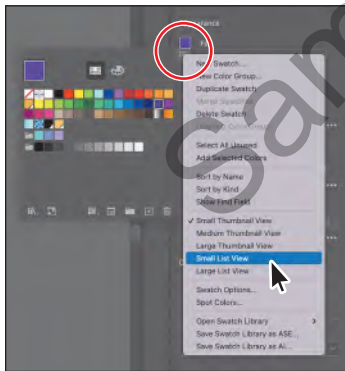 New Swatch...
New Color Group...
Duplicate Swatch
Merge Swatches
Delete Swatch
Select All Unused
Add Selected Colors
Sort by Name
Sort by Kind
Show Find Field
✓ Small Thumbnail View
Medium Thumbnail View
Large Thumbnail View
Small List View
Large List View
Swatch Options...
Spot Colors...
Open Swatch Library >
Save Swatch Library as ASE...
Save Swatch Library as AI...